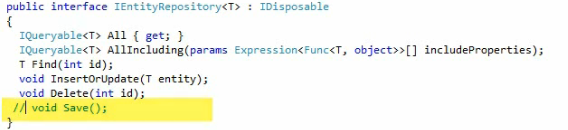 public interface IEntityRepository<T> : IDisposable
{
IQueryable<T> All { get; }
IQueryable<T> AllIncluding(params Expression<Func<T, object>>[] includeProperties);
T Find(int id);
void InsertOrUpdate(T entity);
void Delete(int id);
// void Save();
}